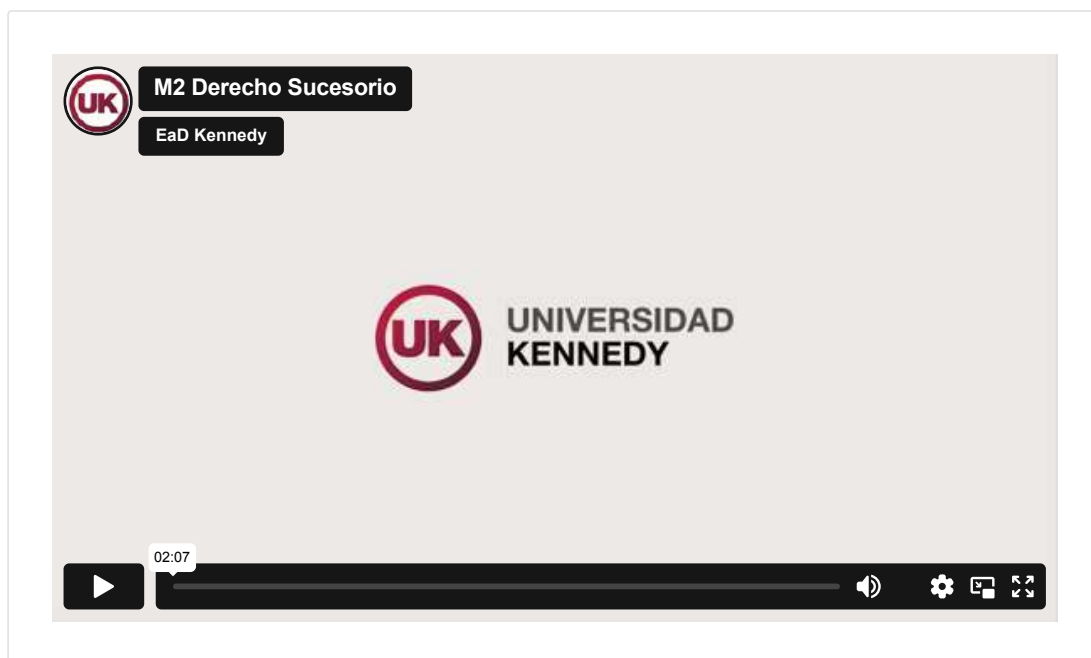 UK
M2 Derecho Sucesorio
EaD Kennedy
UK
UNIVERSIDAD
KENNEDY
02:07